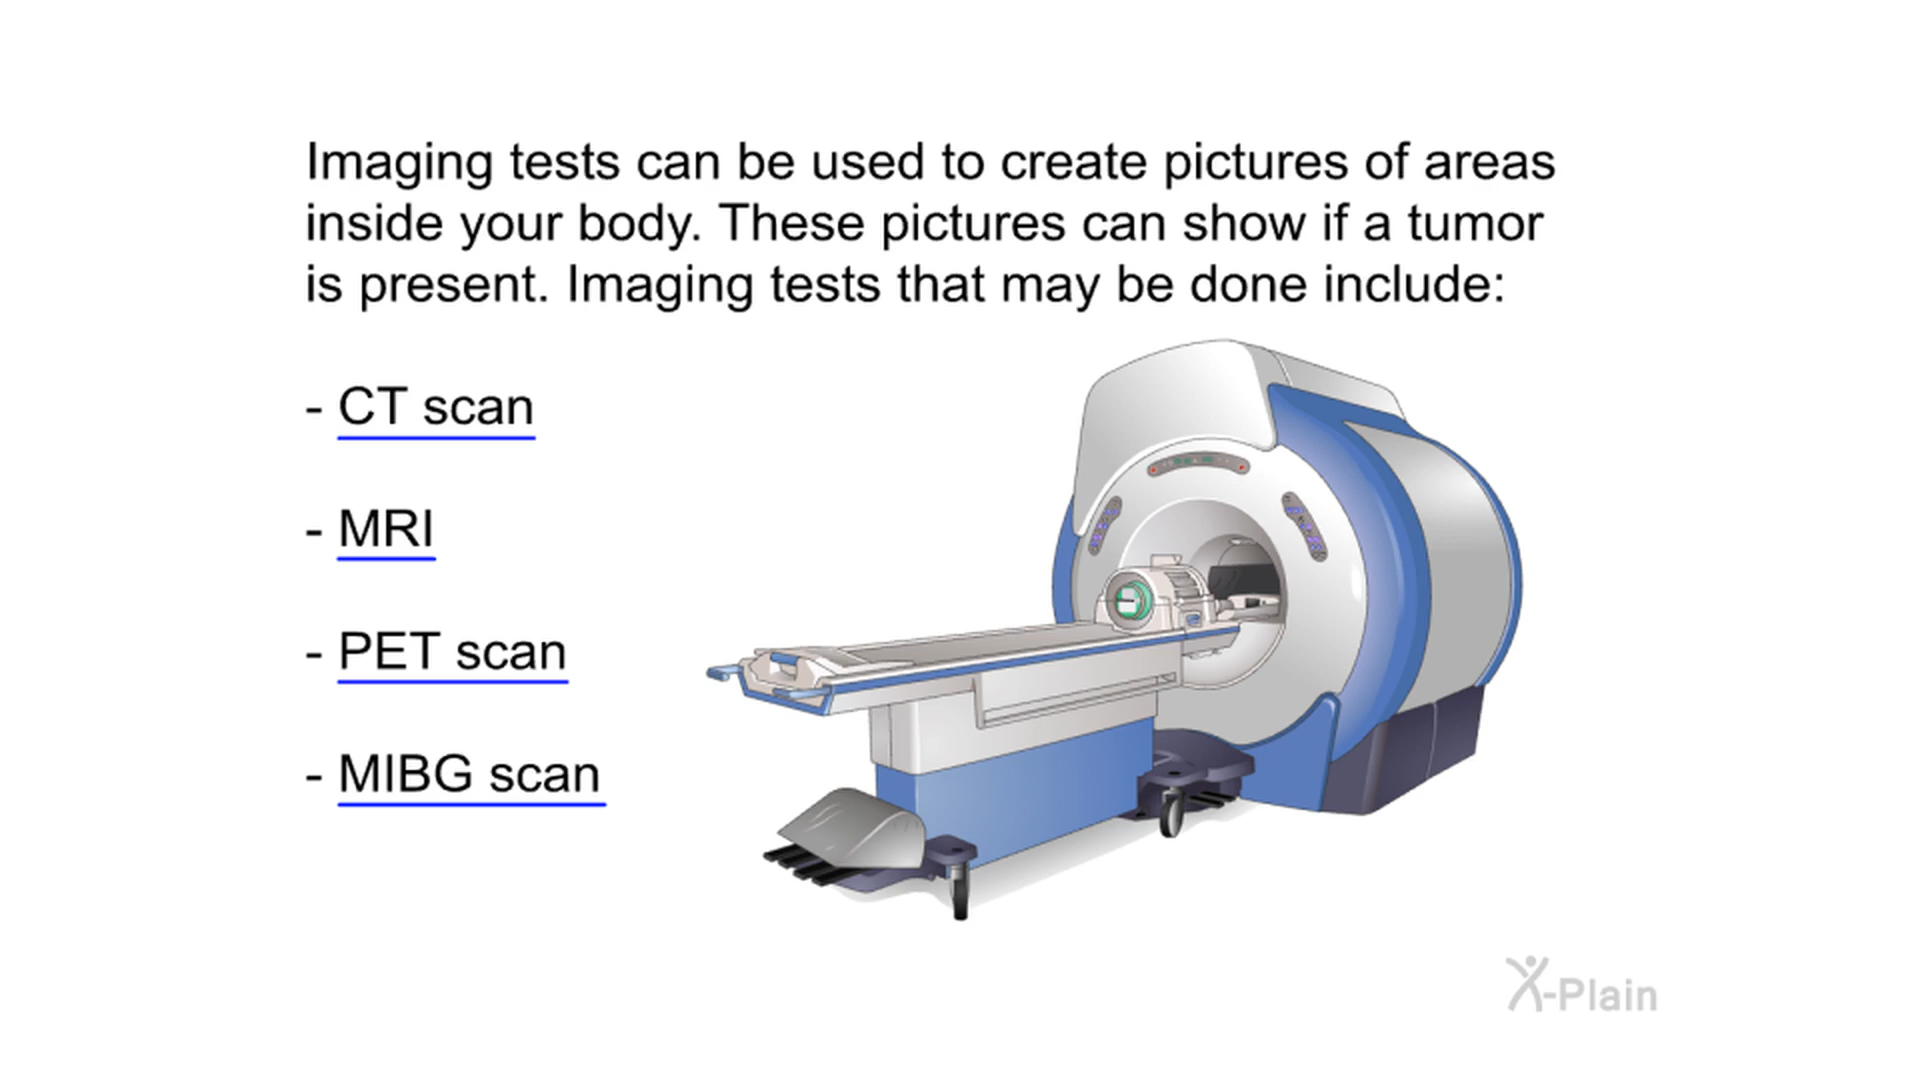 Imaging tests can be used to create pictures of areas
inside your body. These pictures can show if a tumor
is present. Imaging tests that may be done include:
- CT scan
- MRI
- PET scan
- MIBG scan
X-Plain